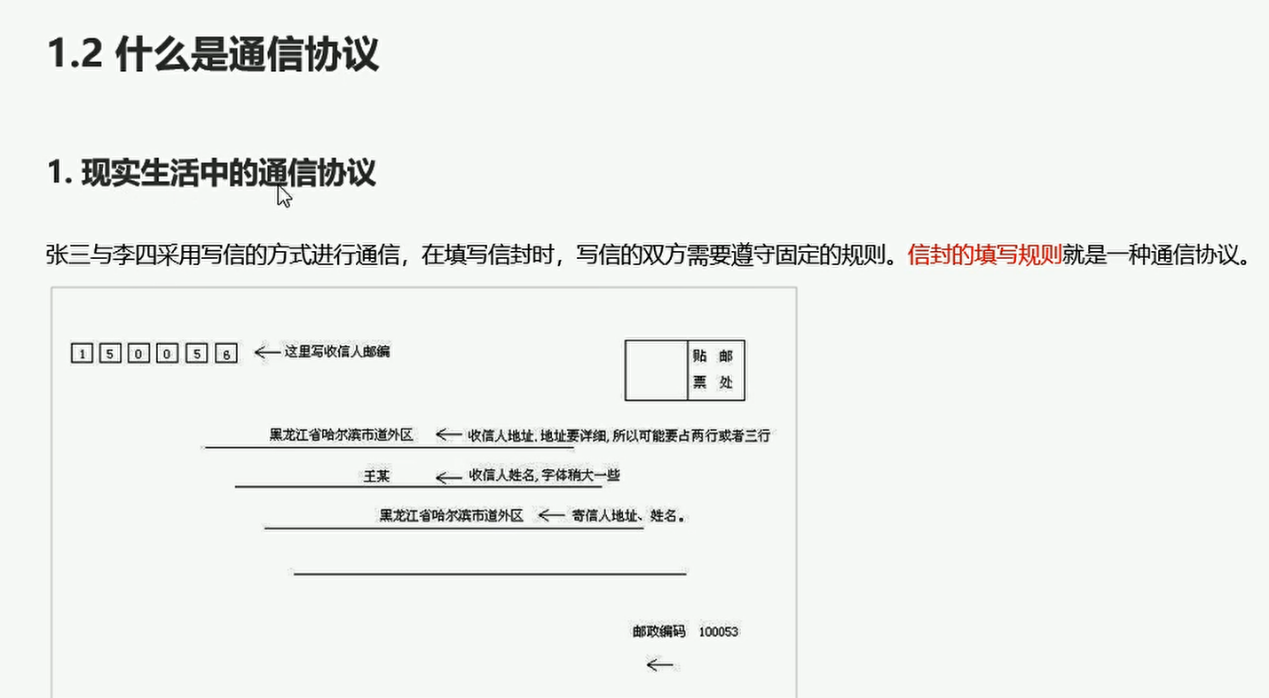 1.2 什么是通信协议
1. 现实生活中的通信协议
张三与李四采用写信的方式进行通信，在填写信封时，写信的双方需要遵守固定的规则。信封的填写规则就是一种通信协议。
1 5 0 0 5 6 这里写收信人邮编
贴 邮
票 处
黑龙江省哈尔滨市道外区 收信人地址.地址要详细,所以可能要占两行或者三行
王某 收信人姓名,字体稍大一些
黑龙江省哈尔滨市道外区 寄信人地址、姓名。
邮政编码 100053